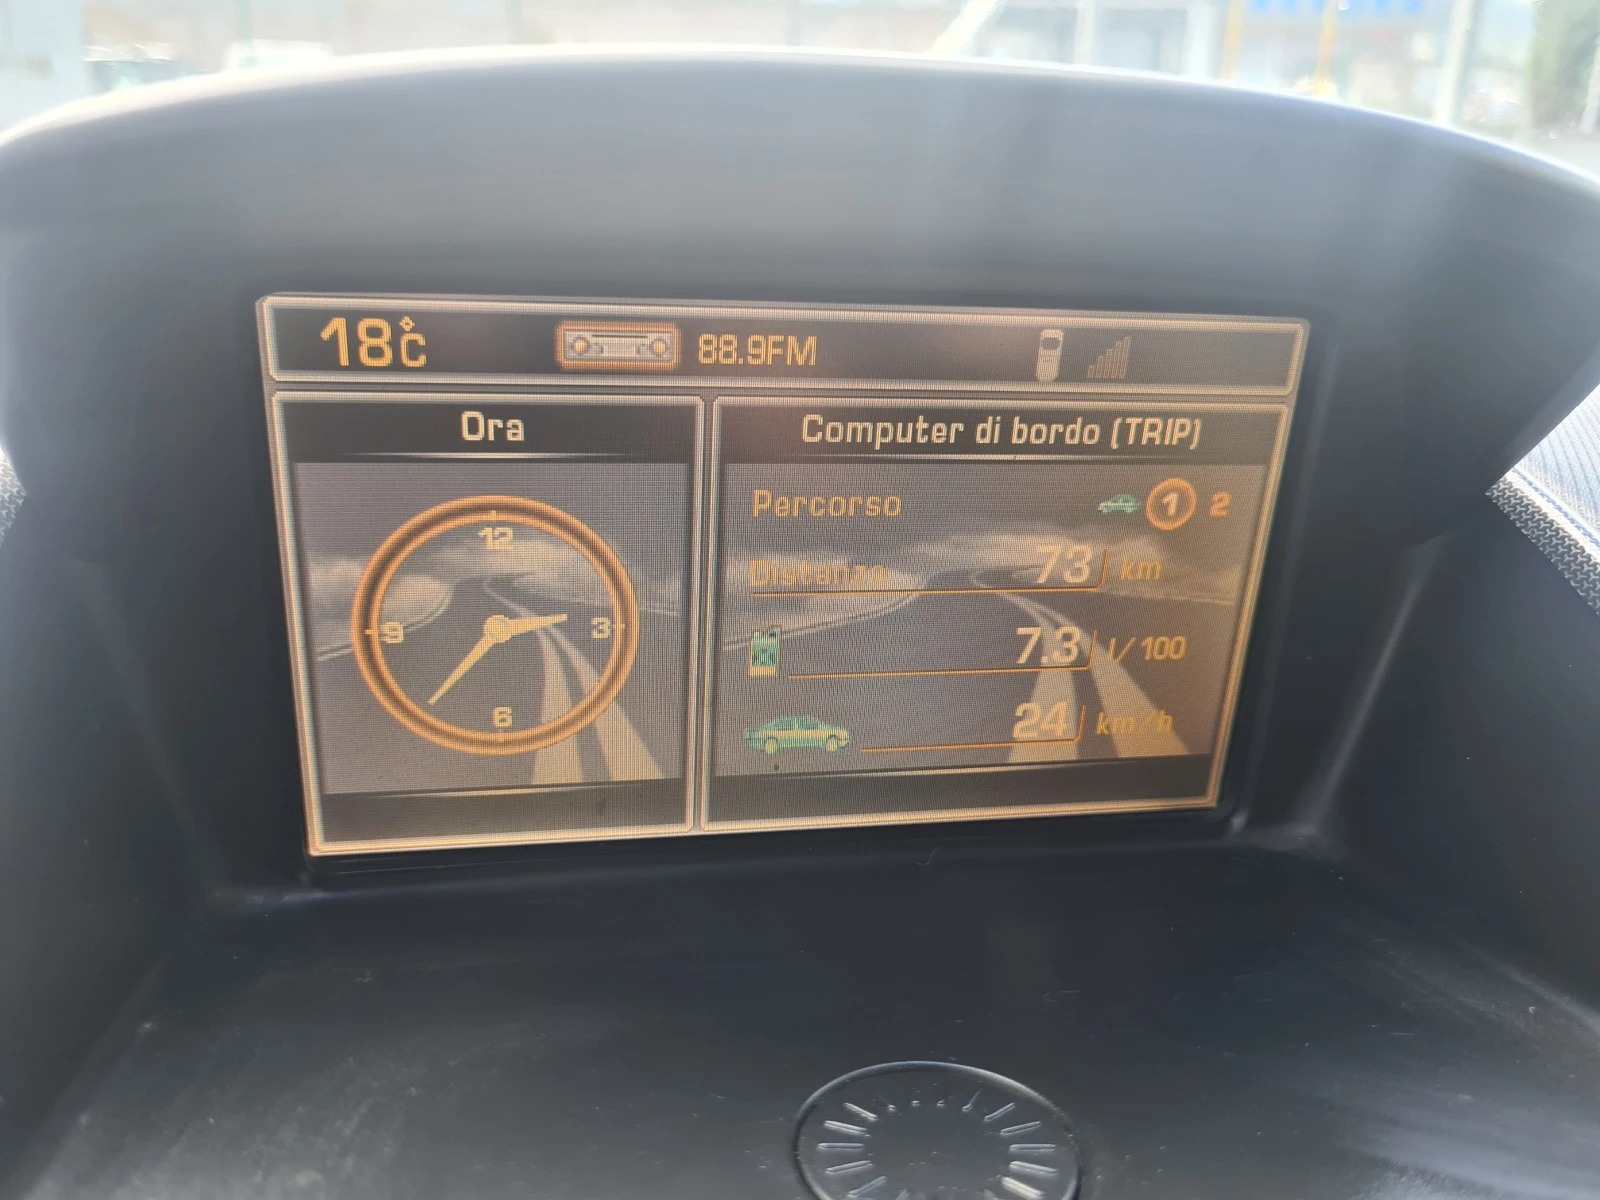 18°C 88.9FM
Ora
12
9 3
6
Computer di bordo (TRIP)
Percorso 1 2
Distanza 73 km
7.3 l/100
24 km/h